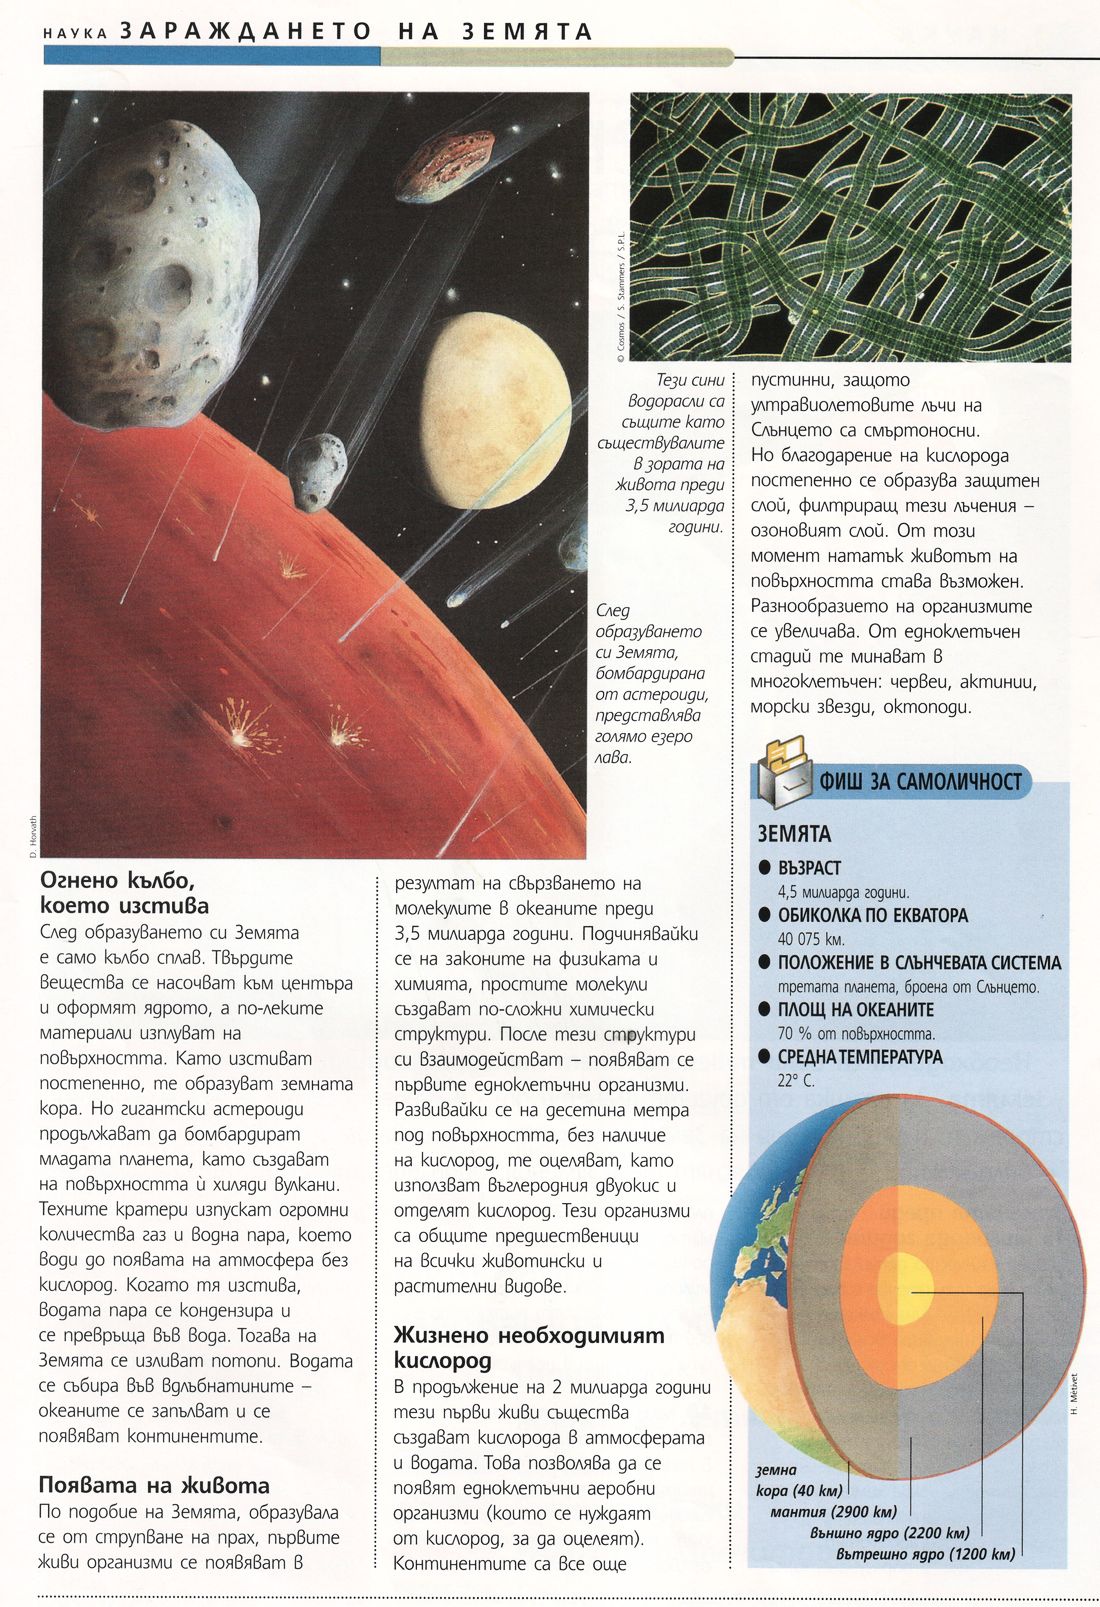 НАУКА ЗАРАЖДАНЕТО НА ЗЕМЯТА
© Cosmos / S. Stammers / S.P.L.
Тези сини
водорасли са
същите като
съществувалите
в зората на
живота преди
3,5 милиарда
години.
След
образуването
си Земята,
бомбардирана
от астероиди,
представлява
голямо езеро
лава.
D. Horvath
Огнено кълбо,
което изстива
След образуването си Земята
е само кълбо сплав. Твърдите
вещества се насочват към центъра
и оформят ядрото, а по-леките
материали изплуват на
повърхността. Като изстиват
постепенно, те образуват земната
кора. Но гигантски астероиди
продължават да бомбардират
младата планета, като създават
на повърхността ѝ хиляди вулкани.
Техните кратери изпускат огромни
количества газ и водна пара, което
води до появата на атмосфера без
кислород. Когато тя изстива,
водата пара се кондензира и
се превръща във вода. Тогава на
Земята се изливат потопи. Водата
се събира във вдлъбнатините –
океаните се запълват и се
появяват континентите.
Появата на живота
По подобие на Земята, образувала
се от струпване на прах, първите
живи организми се появяват в
резултат на свързването на
молекулите в океаните преди
3,5 милиарда години. Подчинявайки
се на законите на физиката и
химията, простите молекули
създават по-сложни химически
структури. После тези структури
си взаимодействат – появяват се
първите едноклетъчни организми.
Развивайки се на десетина метра
под повърхността, без наличие
на кислород, те оцеляват, като
използват въглеродния двуокис и
отделят кислород. Тези организми
са общите предшественици
на всички животински и
растителни видове.
Жизнено необходимият
кислород
В продължение на 2 милиарда години
тези първи живи същества
създават кислорода в атмосферата
и водата. Това позволява да се
появят едноклетъчни аеробни
организми (които се нуждаят
от кислород, за да оцелеят).
Континентите са все още
пустинни, защото
ултравиолетовите лъчи на
Слънцето са смъртоносни.
Но благодарение на кислорода
постепенно се образува защитен
слой, филтриращ тези лъчения –
озоновият слой. От този
момент нататък животът на
повърхността става възможен.
Разнообразието на организмите
се увеличава. От едноклетъчен
стадий те минават в
многоклетъчен: червеи, актинии,
морски звезди, октоподи.
ФИШ ЗА САМОЛИЧНОСТ
ЗЕМЯТА
● ВЪЗРАСТ
4,5 милиарда години.
● ОБИКОЛКА ПО ЕКВАТОРА
40 075 км.
● ПОЛОЖЕНИЕ В СЛЪНЧЕВАТА СИСТЕМА
третата планета, броена от Слънцето.
● ПЛОЩ НА ОКЕАНИТЕ
70 % от повърхността.
● СРЕДНА ТЕМПЕРАТУРА
22° C.
H. Métivet
земна
кора (40 км)
мантия (2900 км)
външно ядро (2200 км)
вътрешно ядро (1200 км)